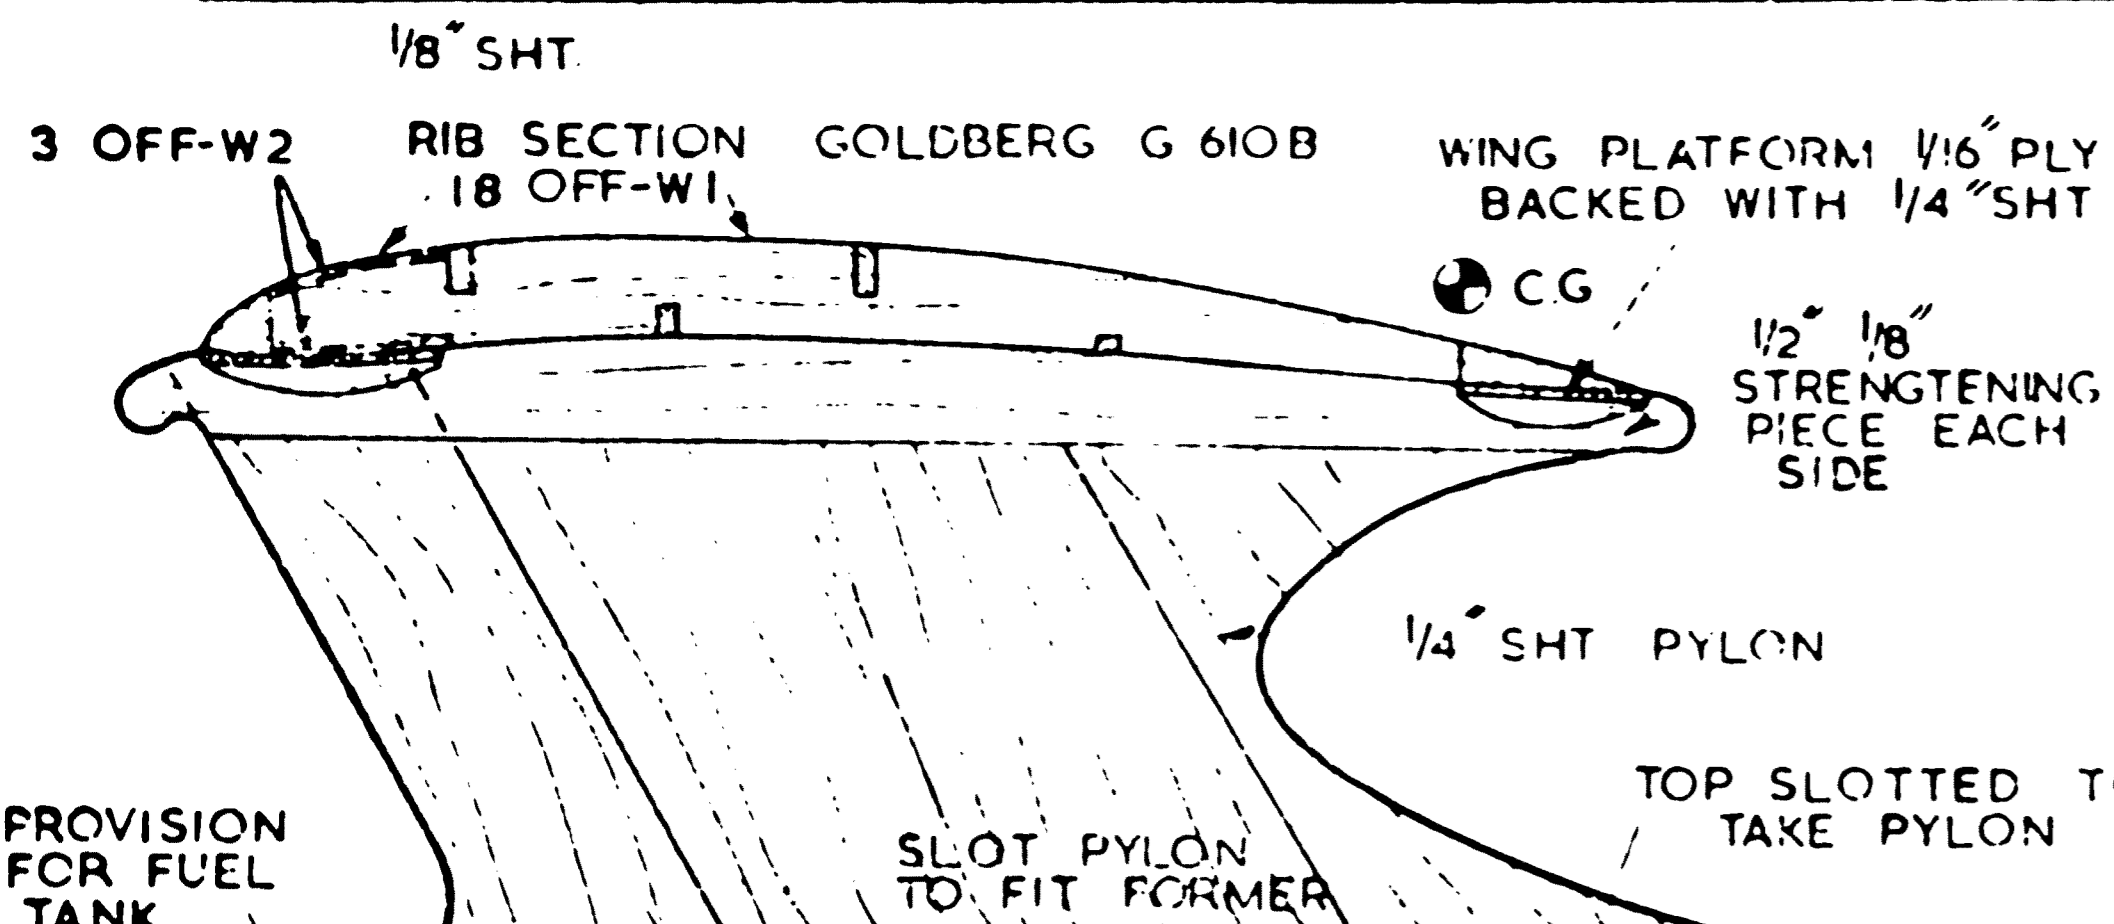 1/8" SHT.
3 OFF-W2
RIB SECTION GOLDBERG G 610B
18 OFF-W1
WING PLATFORM 1/16" PLY
BACKED WITH 1/4" SHT
C.G
1/2" 1/8"
STRENGTENING
PIECE EACH
SIDE
1/4" SHT PYLON
TOP SLOTTED
TAKE PYLON
PROVISION
FOR FUEL
TANK
SLOT PYLON
TO FIT FORMER